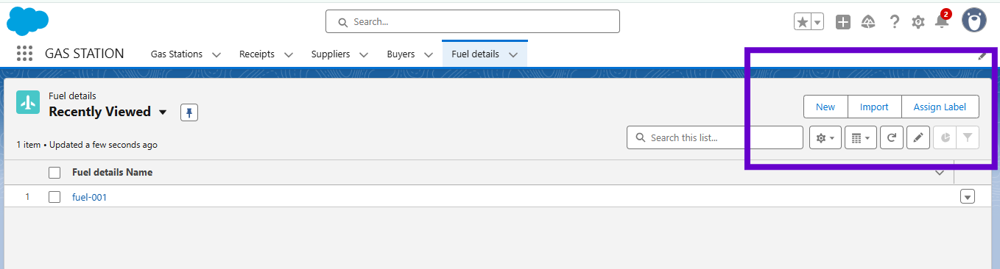 Search...
2
GAS STATION Gas Stations Receipts Suppliers Buyers Fuel details
Fuel details
Recently Viewed
New Import Assign Label
1 item • Updated a few seconds ago
Search this list...
Fuel details Name
1 fuel-001